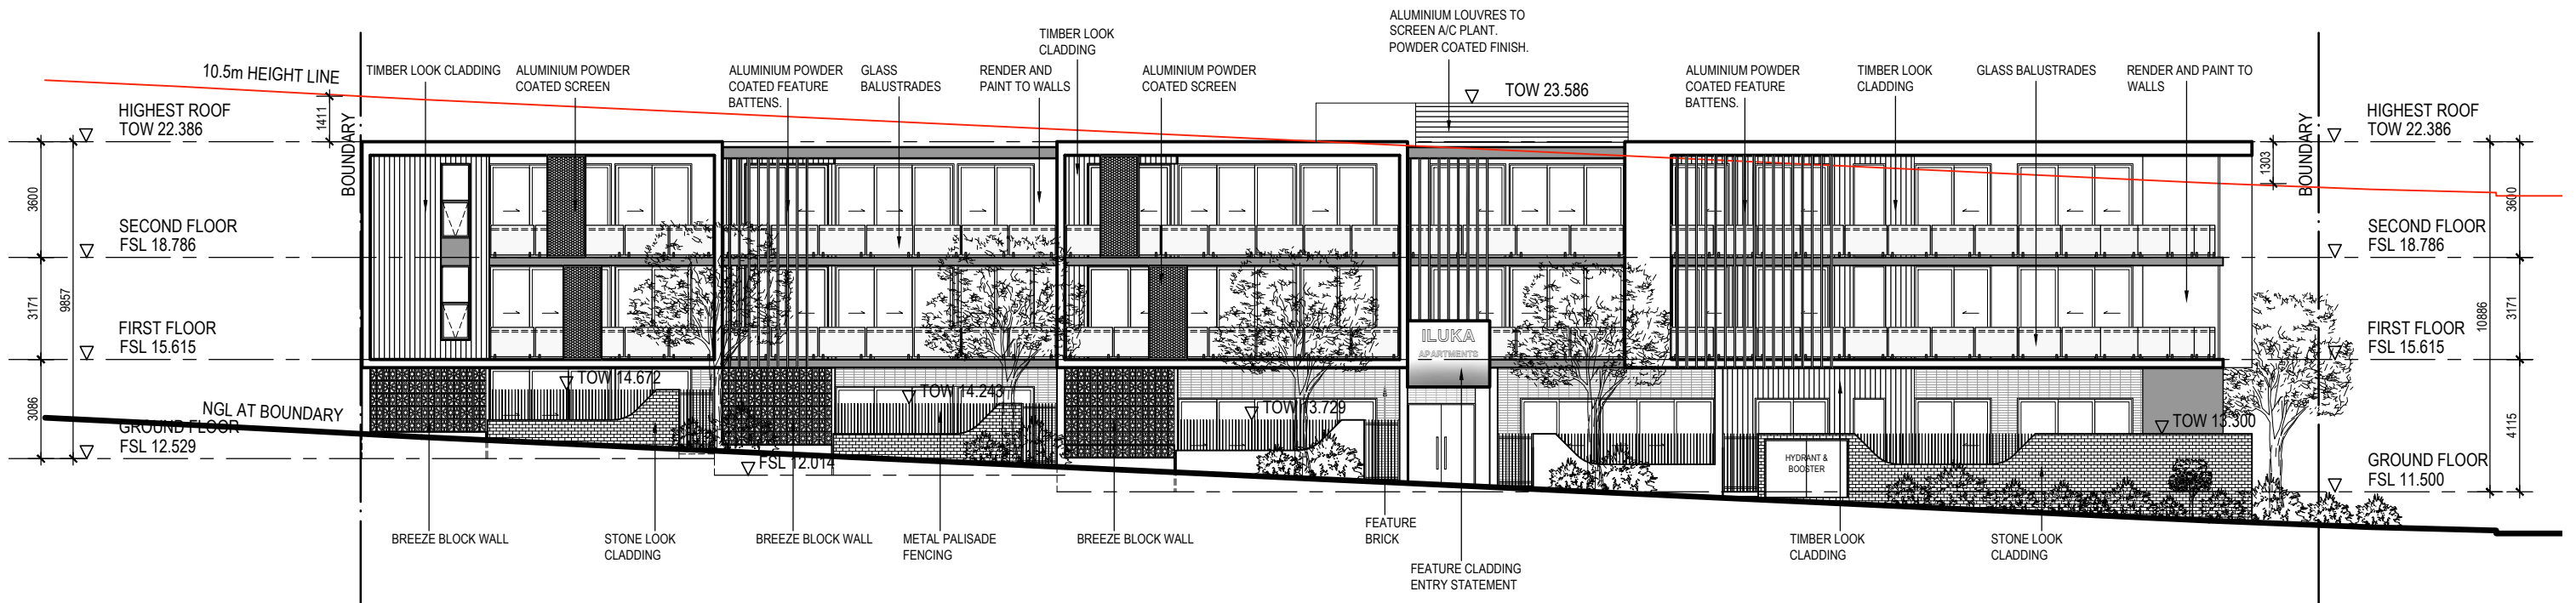 ALUMINIUM LOUVRES TO
SCREEN A/C PLANT.
POWDER COATED FINISH.
TIMBER LOOK
CLADDING
10.5m HEIGHT LINE
TIMBER LOOK CLADDING
ALUMINIUM POWDER
COATED SCREEN
ALUMINIUM POWDER
COATED FEATURE
BATTENS.
GLASS
BALUSTRADES
RENDER AND
PAINT TO WALLS
ALUMINIUM POWDER
COATED SCREEN
ALUMINIUM POWDER
COATED FEATURE
BATTENS.
TIMBER LOOK
CLADDING
GLASS BALUSTRADES
RENDER AND PAINT TO
WALLS
TOW 23.586
HIGHEST ROOF
TOW 22.386
1411
BOUNDARY
HIGHEST ROOF
TOW 22.386
1303
BOUNDARY
3600
3600
SECOND FLOOR
FSL 18.786
SECOND FLOOR
FSL 18.786
3171
9857
3171
10886
FIRST FLOOR
FSL 15.615
FIRST FLOOR
FSL 15.615
ILUKA
APARTMENTS
TOW 14.672
TOW 14.243
TOW 13.729
TOW 13.300
3086
4115
NGL AT BOUNDARY
GROUND FLOOR
FSL 12.529
FSL 12.014
HYDRANT &
BOOSTER
GROUND FLOOR
FSL 11.500
BREEZE BLOCK WALL
STONE LOOK
CLADDING
BREEZE BLOCK WALL
METAL PALISADE
FENCING
BREEZE BLOCK WALL
FEATURE
BRICK
FEATURE CLADDING
ENTRY STATEMENT
TIMBER LOOK
CLADDING
STONE LOOK
CLADDING